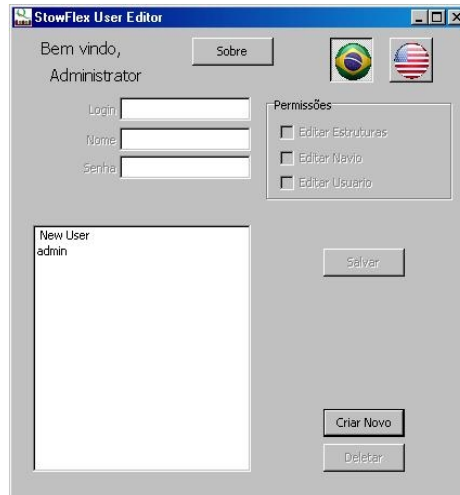 StowFlex User Editor
Bem vindo,
Administrator
Sobre
Login
Nome
Senha
Permissões
Editar Estruturas
Editar Navio
Editar Usuario
New User
admin
Salvar
Criar Novo
Deletar